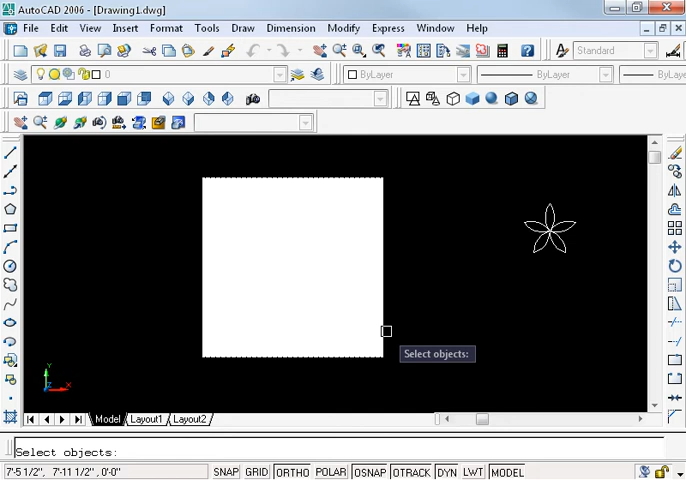 AutoCAD 2006 - [Drawing1.dwg]
File Edit View Insert Format Tools Draw Dimension Modify Express Window Help
Standard
0 ByLayer ByLayer ByLayer
Select objects:
Y
Z X
Model Layout1 Layout2
Select objects:
7'-5 1/2", 7'-11 1/2" , 0'-0" SNAP GRID ORTHO POLAR OSNAP OTRACK DYN LWT MODEL